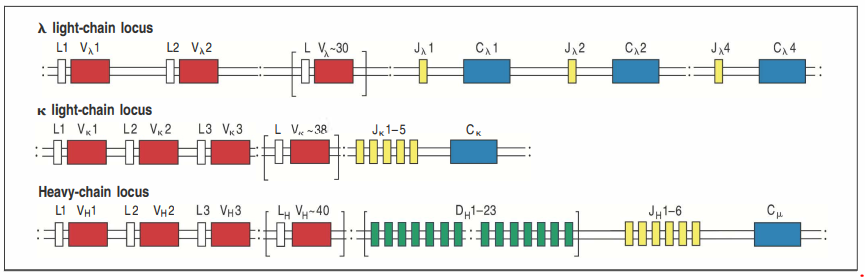 λ light-chain locus
L1 Vλ1 L2 Vλ2 L Vλ~30 Jλ1 Cλ1 Jλ2 Cλ2 Jλ4 Cλ4
κ light-chain locus
L1 Vκ1 L2 Vκ2 L3 Vκ3 L Vκ~38 Jκ1–5 Cκ
Heavy-chain locus
L1 VH1 L2 VH2 L3 VH3 LH VH~40 DH1–23 JH1–6 Cμ